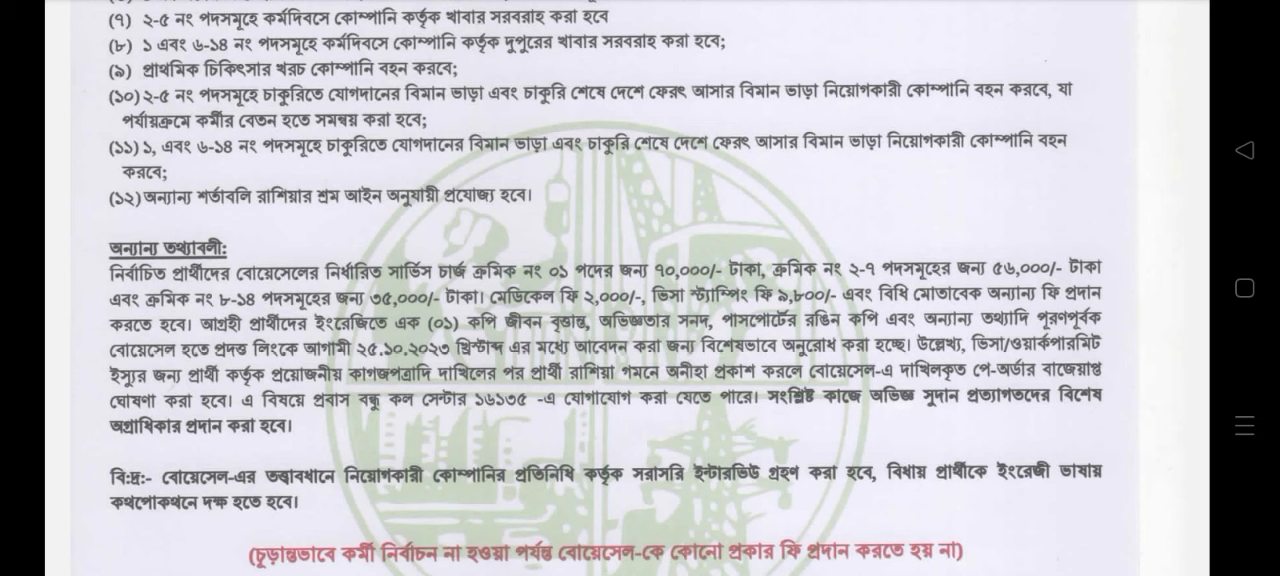 (৭) ২-৫ নং পদসমূহে কর্মদিবসে কোম্পানি কর্তৃক খাবার সরবরাহ করা হবে
(৮) ১ এবং ৬-১৪ নং পদসমূহে কর্মদিবসে কোম্পানি কর্তৃক দুপুরের খাবার সরবরাহ করা হবে;
(৯) প্রাথমিক চিকিৎসার খরচ কোম্পানি বহন করবে;
(১০) ২-৫ নং পদসমূহে চাকুরিতে যোগদানের বিমান ভাড়া এবং চাকুরি শেষে দেশে ফেরৎ আসার বিমান ভাড়া নিয়োগকারী কোম্পানি বহন করবে, যা
পর্যায়ক্রমে কর্মীর বেতন হতে সমন্বয় করা হবে;
(১১) ১, এবং ৬-১৪ নং পদসমূহে চাকুরিতে যোগদানের বিমান ভাড়া এবং চাকুরি শেষে দেশে ফেরৎ আসার বিমান ভাড়া নিয়োগকারী কোম্পানি বহন
করবে;
(১২) অন্যান্য শর্তাবলি রাশিয়ার শ্রম আইন অনুযায়ী প্রযোজ্য হবে।
অন্যান্য তথ্যাবলী:
নির্বাচিত প্রার্থীদের বোয়েসেলের নির্ধারিত সার্ভিস চার্জ ক্রমিক নং ০১ পদের জন্য ৭০,০০০/- টাকা, ক্রমিক নং ২-৭ পদসমূহের জন্য ৫৬,০০০/- টাকা
এবং ক্রমিক নং ৮-১৪ পদসমূহের জন্য ৩৫,০০০/- টাকা। মেডিকেল ফি ২,০০০/-, ভিসা স্ট্যাম্পিং ফি ৯,৮০০/- এবং বিধি মোতাবেক অন্যান্য ফি প্রদান
করতে হবে। আগ্রহী প্রার্থীদের ইংরেজিতে এক (০১) কপি জীবন বৃত্তান্ত, অভিজ্ঞতার সনদ, পাসপোর্টের রঙিন কপি এবং অন্যান্য তথ্যাদি পূরণপূর্বক
বোয়েসেল হতে প্রদত্ত লিংকে আগামী ২৫.১০.২০২৩ খ্রিস্টাব্দ এর মধ্যে আবেদন করা জন্য বিশেষভাবে অনুরোধ করা হচ্ছে। উল্লেখ্য, ভিসা/ওয়ার্কপারমিট
ইস্যুর জন্য প্রার্থী কর্তৃক প্রয়োজনীয় কাগজপত্রাদি দাখিলের পর প্রার্থী রাশিয়া গমনে অনীহা প্রকাশ করলে বোয়েসেল-এ দাখিলকৃত পে-অর্ডার বাজেয়াপ্ত
ঘোষণা করা হবে। এ বিষয়ে প্রবাস বন্ধু কল সেন্টার ১৬১৩৫ -এ যোগাযোগ করা যেতে পারে। সংশ্লিষ্ট কাজে অভিজ্ঞ সুদান প্রত্যাগতদের বিশেষ
অগ্রাধিকার প্রদান করা হবে।
বি:দ্র:- বোয়েসেল-এর তত্ত্বাবধানে নিয়োগকারী কোম্পানির প্রতিনিধি কর্তৃক সরাসরি ইন্টারভিউ গ্রহণ করা হবে, বিধায় প্রার্থীকে ইংরেজী ভাষায়
কথপোকথনে দক্ষ হতে হবে।
(চূড়ান্তভাবে কর্মী নির্বাচন না হওয়া পর্যন্ত বোয়েসেল-কে কোনো প্রকার ফি প্রদান করতে হয় না)